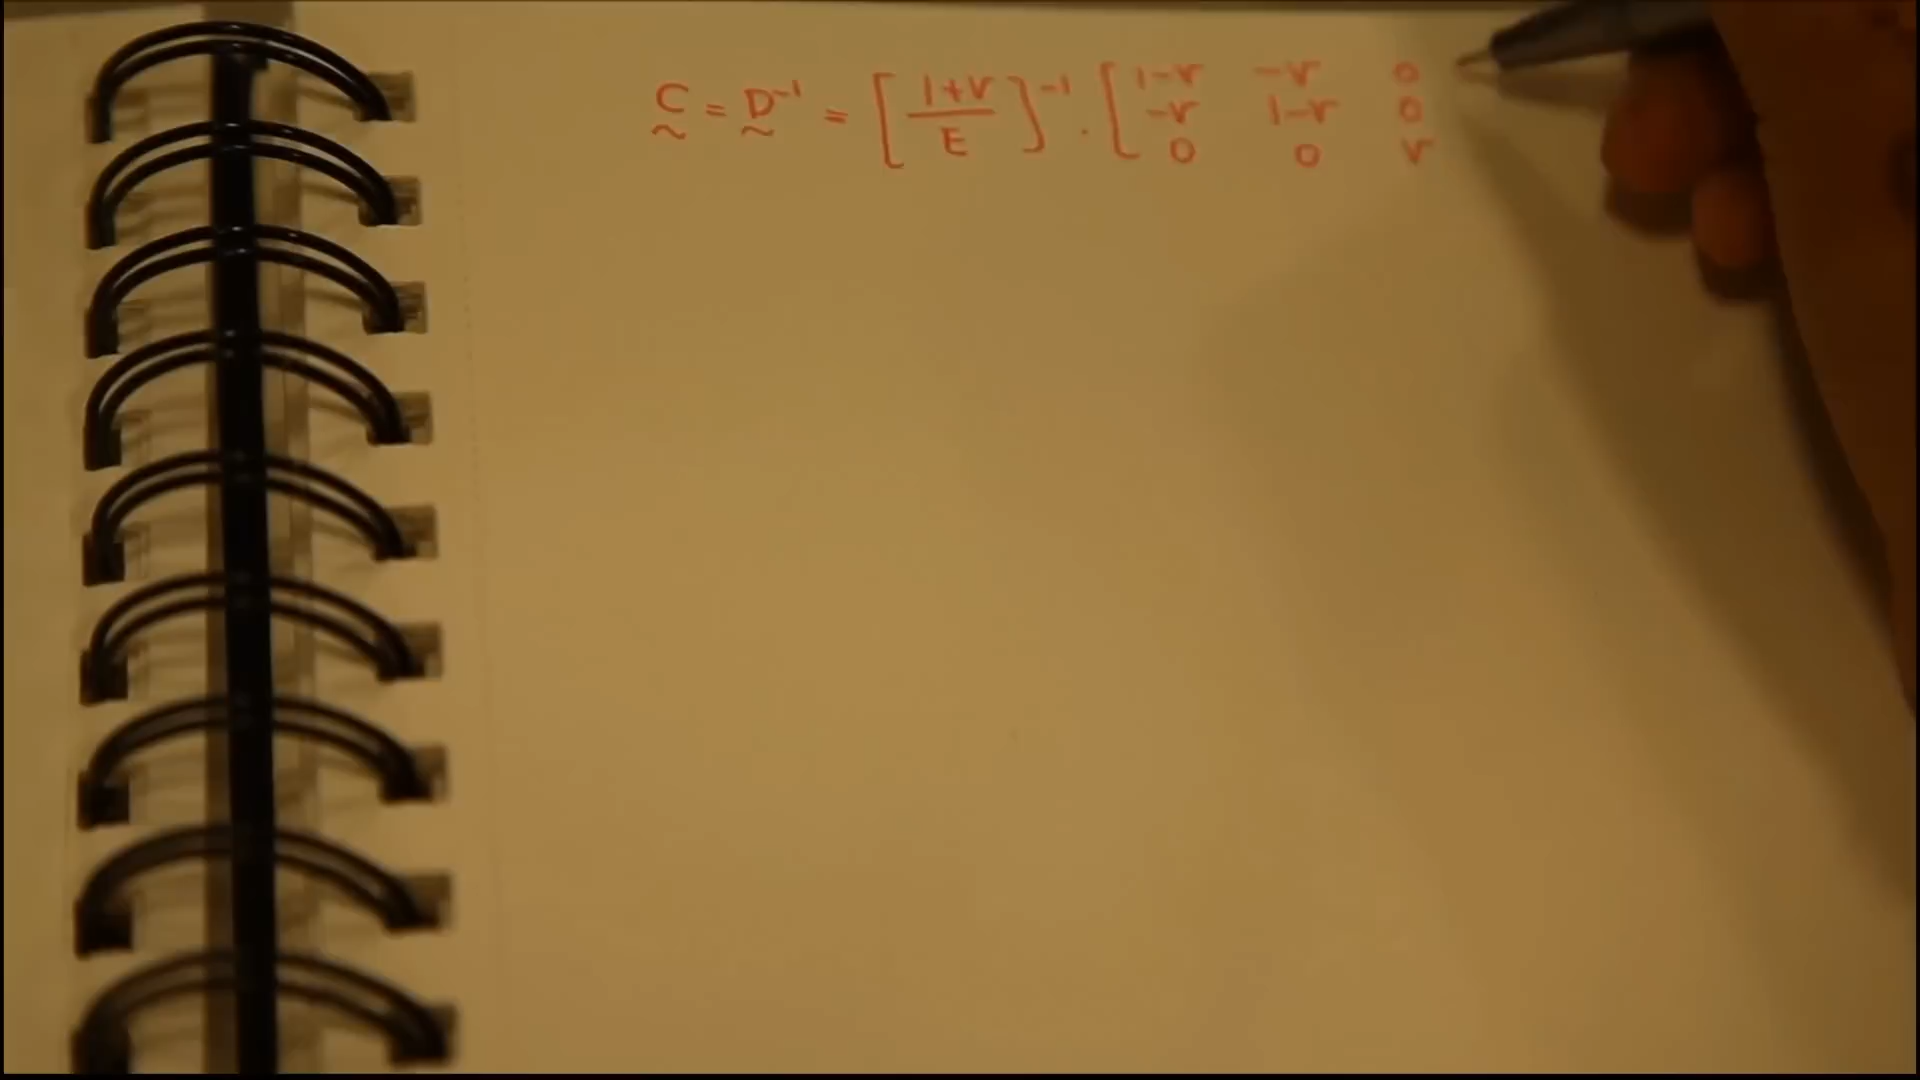 C = D⁻¹ = [ (1+ν)/E ]⁻¹ · [ 1-ν -ν 0
-ν 1-ν 0
0 0 ν